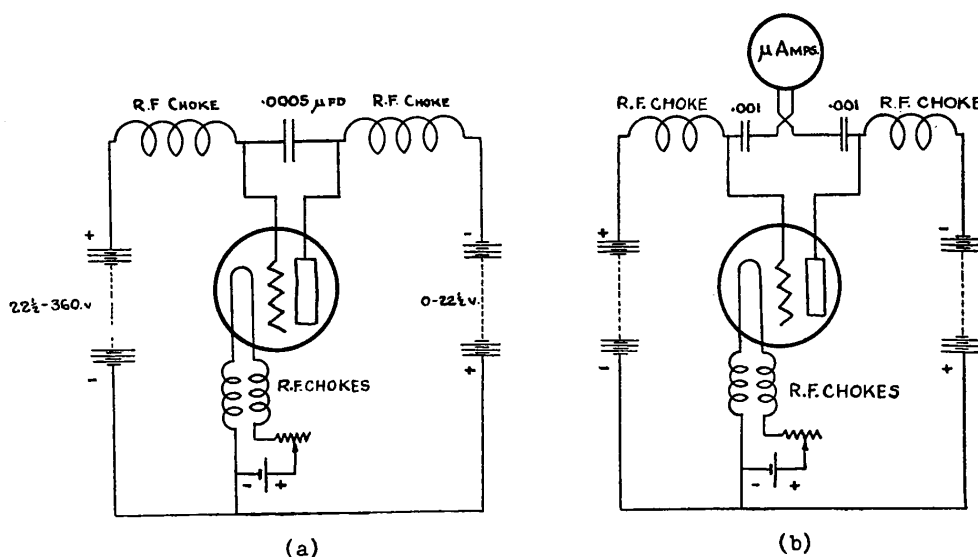 R.F. CHOKE
.0005 µFD
R.F. CHOKE
+
-
22½-360.v
0-22½v.
-
+
R.F. CHOKES
- +
(a)
µAMPS.
R.F. CHOKE
.001
.001
R.F. CHOKE
+
-
-
+
R.F. CHOKES
- +
(b)